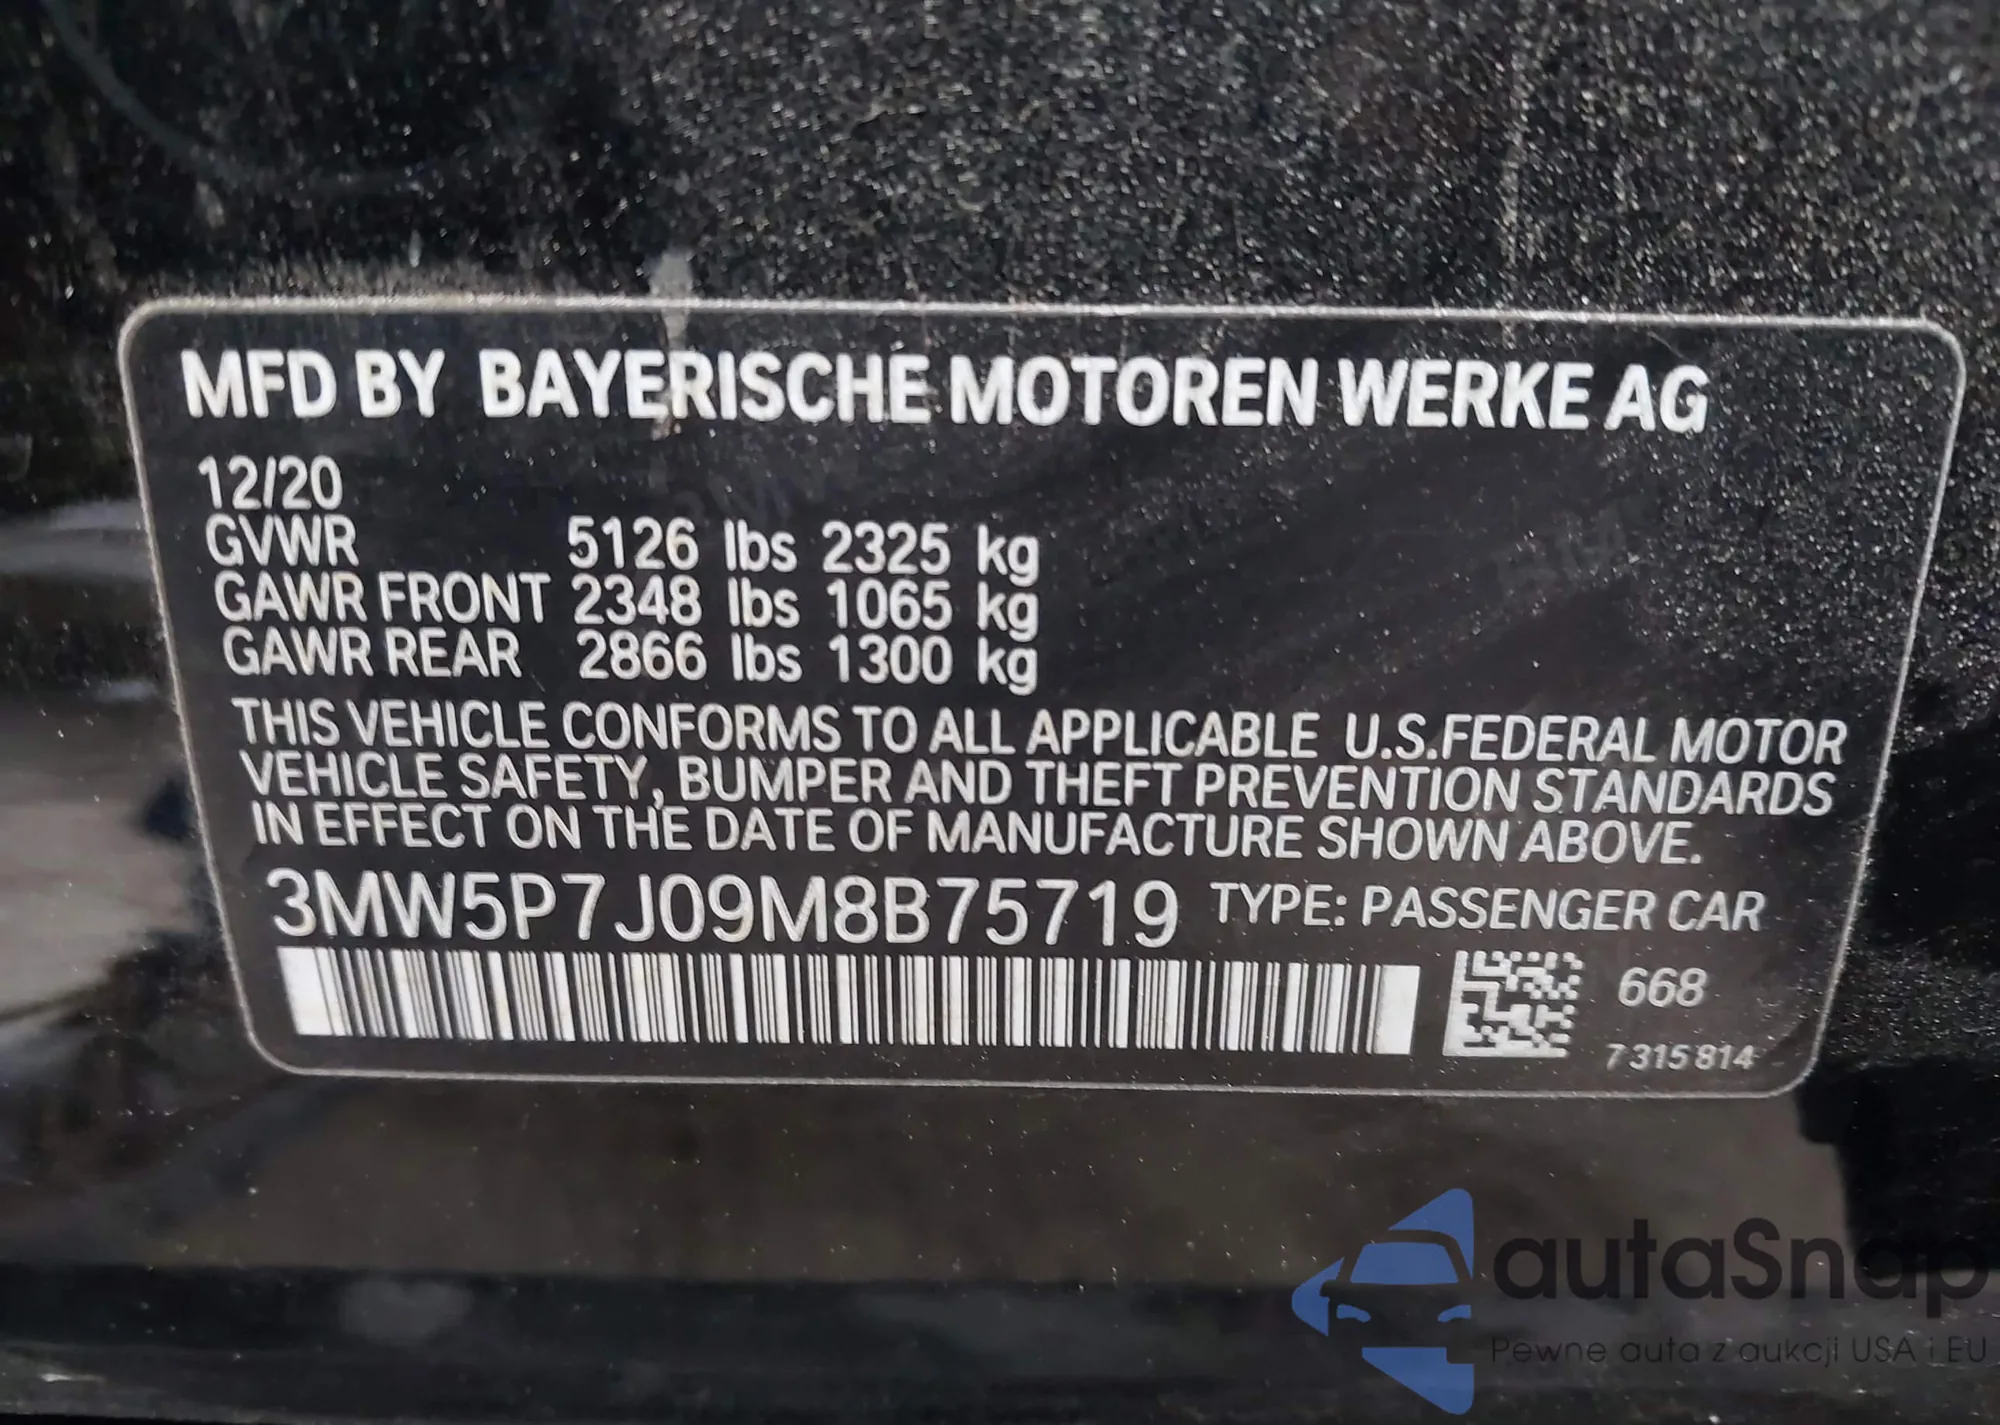 MFD BY BAYERISCHE MOTOREN WERKE AG
12/20
GVWR 5126 lbs 2325 kg
GAWR FRONT 2348 lbs 1065 kg
GAWR REAR 2866 lbs 1300 kg
THIS VEHICLE CONFORMS TO ALL APPLICABLE U.S.FEDERAL MOTOR
VEHICLE SAFETY, BUMPER AND THEFT PREVENTION STANDARDS
IN EFFECT ON THE DATE OF MANUFACTURE SHOWN ABOVE.
3MW5P7J09M8B75719 TYPE: PASSENGER CAR
668
7315814
autaSnap
Pewne auta z aukcji USA i EU